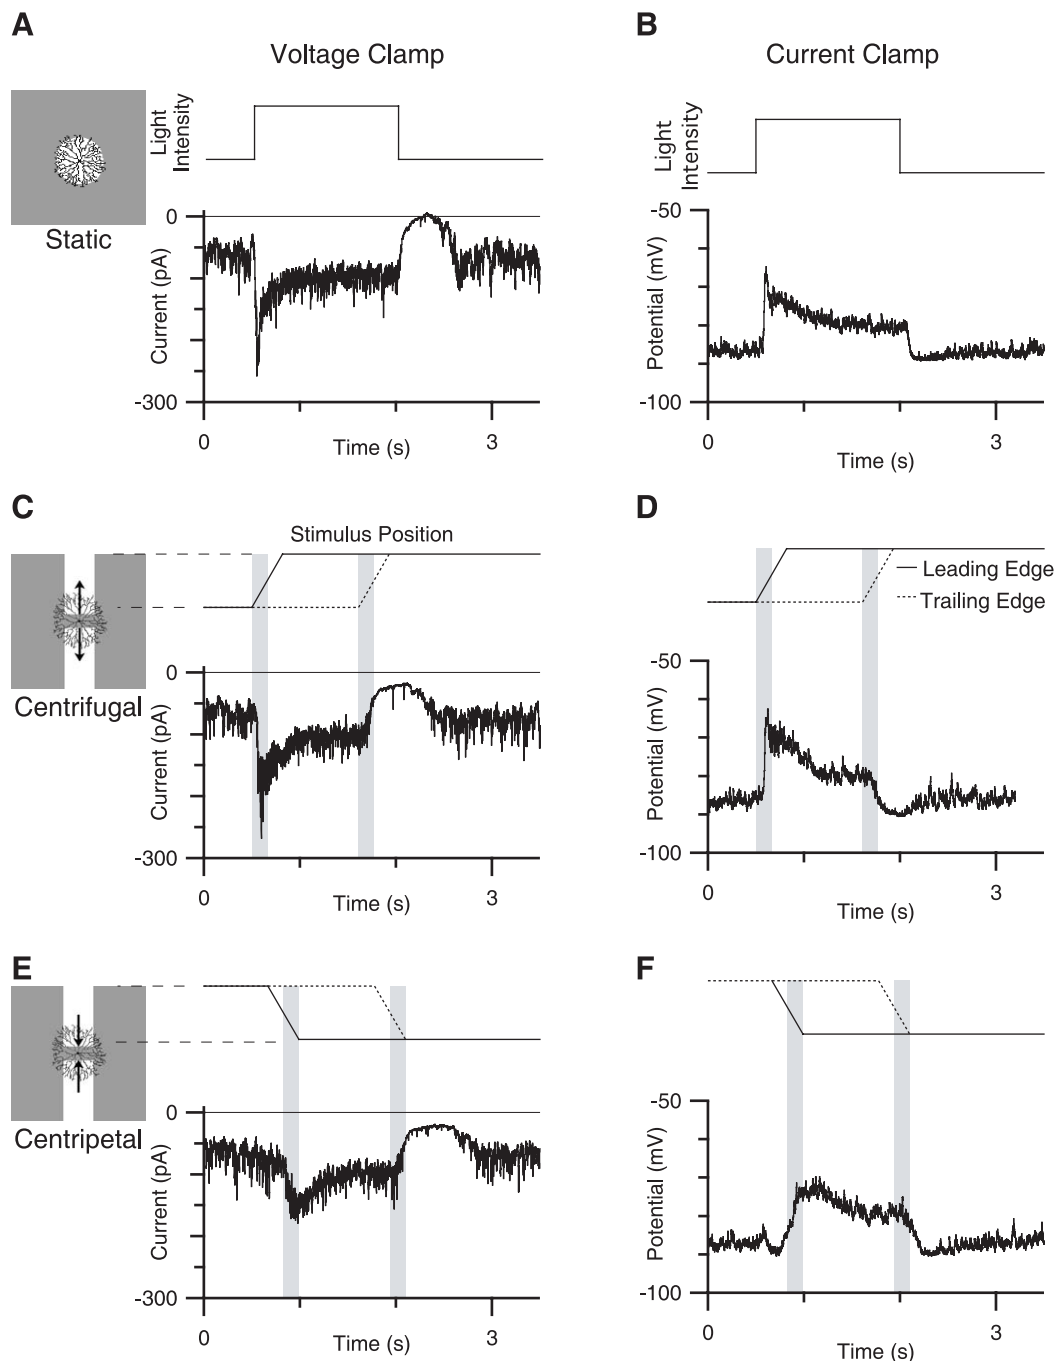 A
Voltage Clamp
B
Current Clamp
Light
Intensity
Static
0
Current (pA)
-300
0
3
Time (s)
Light
Intensity
-50
Potential (mV)
-100
0
3
Time (s)
C
Stimulus Position
Centrifugal
0
Current (pA)
-300
0
3
Time (s)
D
Leading Edge
Trailing Edge
-50
Potential (mV)
-100
0
3
Time (s)
E
Centripetal
0
Current (pA)
-300
0
3
Time (s)
F
-50
Potential (mV)
-100
0
3
Time (s)